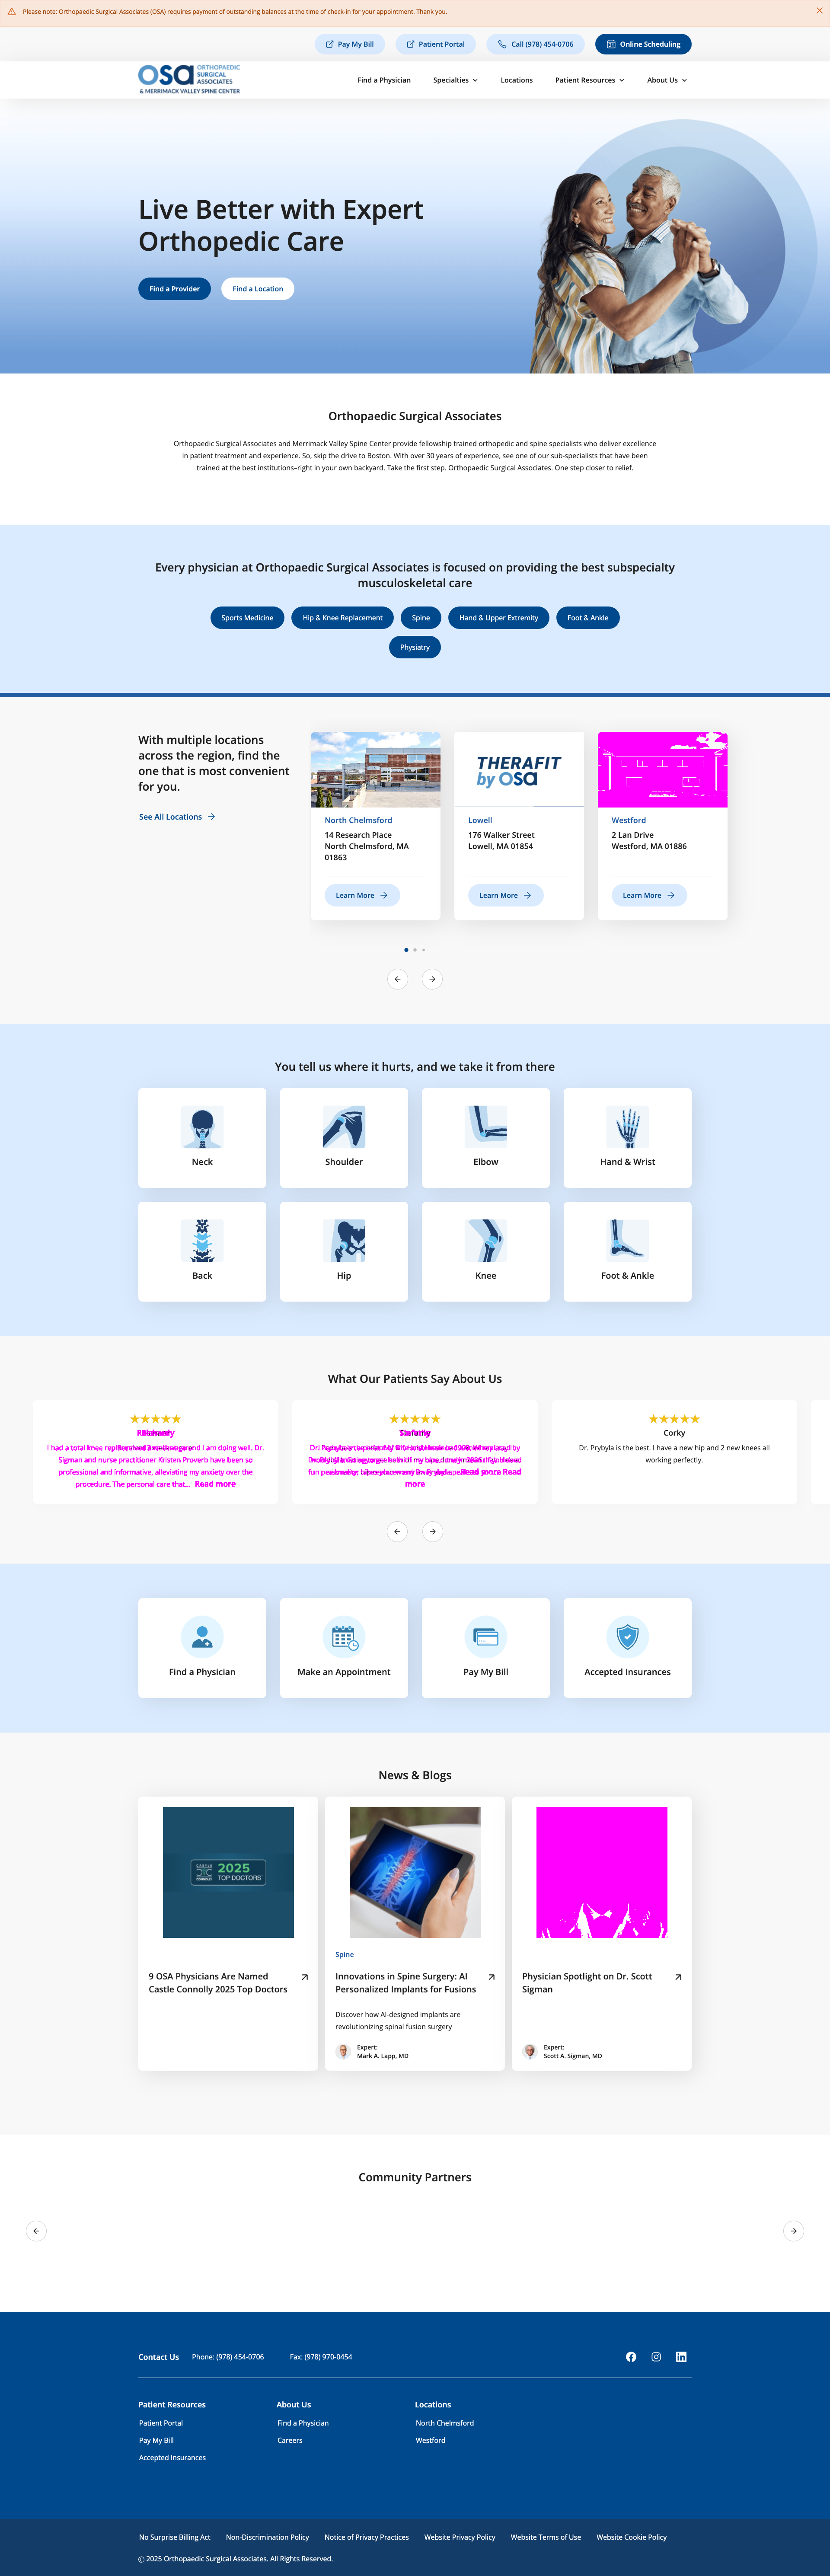 Please note: Orthopaedic Surgical Associates (OSA) requires payment of outstanding balances at the time of check-in for your appointment. Thank you.
Pay My Bill
Patient Portal
Call (978) 454-0706
Online Scheduling
osa ORTHOPAEDIC
SURGICAL
ASSOCIATES
& MERRIMACK VALLEY SPINE CENTER
Find a Physician
Specialties
Locations
Patient Resources
About Us
Live Better with Expert
Orthopedic Care
Find a Provider
Find a Location
Orthopaedic Surgical Associates
Orthopaedic Surgical Associates and Merrimack Valley Spine Center provide fellowship trained orthopedic and spine specialists who deliver excellence
in patient treatment and experience. So, skip the drive to Boston. With over 30 years of experience, see one of our sub-specialists that have been
trained at the best institutions–right in your own backyard. Take the first step. Orthopaedic Surgical Associates. One step closer to relief.
Every physician at Orthopaedic Surgical Associates is focused on providing the best subspecialty
musculoskeletal care
Sports Medicine
Hip & Knee Replacement
Spine
Hand & Upper Extremity
Foot & Ankle
Physiatry
With multiple locations
across the region, find the
one that is most convenient
for you.
See All Locations
North Chelmsford
14 Research Place
North Chelmsford, MA
01863
Learn More
THERAFIT
by OSA
Lowell
176 Walker Street
Lowell, MA 01854
Learn More
Westford
2 Lan Drive
Westford, MA 01886
Learn More
You tell us where it hurts, and we take it from there
Neck
Shoulder
Elbow
Hand & Wrist
Back
Hip
Knee
Foot & Ankle
What Our Patients Say About Us
I had a total knee replacement and I am doing well. Dr.
Sigman and nurse practitioner Kristen Proverb have been so
professional and informative, alleviating my anxiety over the
procedure. The personal care that... Read more
Read more
Read
more
Corky
Dr. Prybyla is the best. I have a new hip and 2 new knees all
working perfectly.
Find a Physician
Make an Appointment
Pay My Bill
Accepted Insurances
News & Blogs
CASTLE
CONNOLLY
2025
TOP DOCTORS
9 OSA Physicians Are Named
Castle Connolly 2025 Top Doctors
Spine
Innovations in Spine Surgery: AI
Personalized Implants for Fusions
Discover how AI-designed implants are
revolutionizing spinal fusion surgery
Expert:
Mark A. Lapp, MD
Physician Spotlight on Dr. Scott
Sigman
Expert:
Scott A. Sigman, MD
Community Partners
Contact Us
Phone: (978) 454-0706
Fax: (978) 970-0454
Patient Resources
Patient Portal
Pay My Bill
Accepted Insurances
About Us
Find a Physician
Careers
Locations
North Chelmsford
Westford
No Surprise Billing Act
Non-Discrimination Policy
Notice of Privacy Practices
Website Privacy Policy
Website Terms of Use
Website Cookie Policy
© 2025 Orthopaedic Surgical Associates. All Rights Reserved.